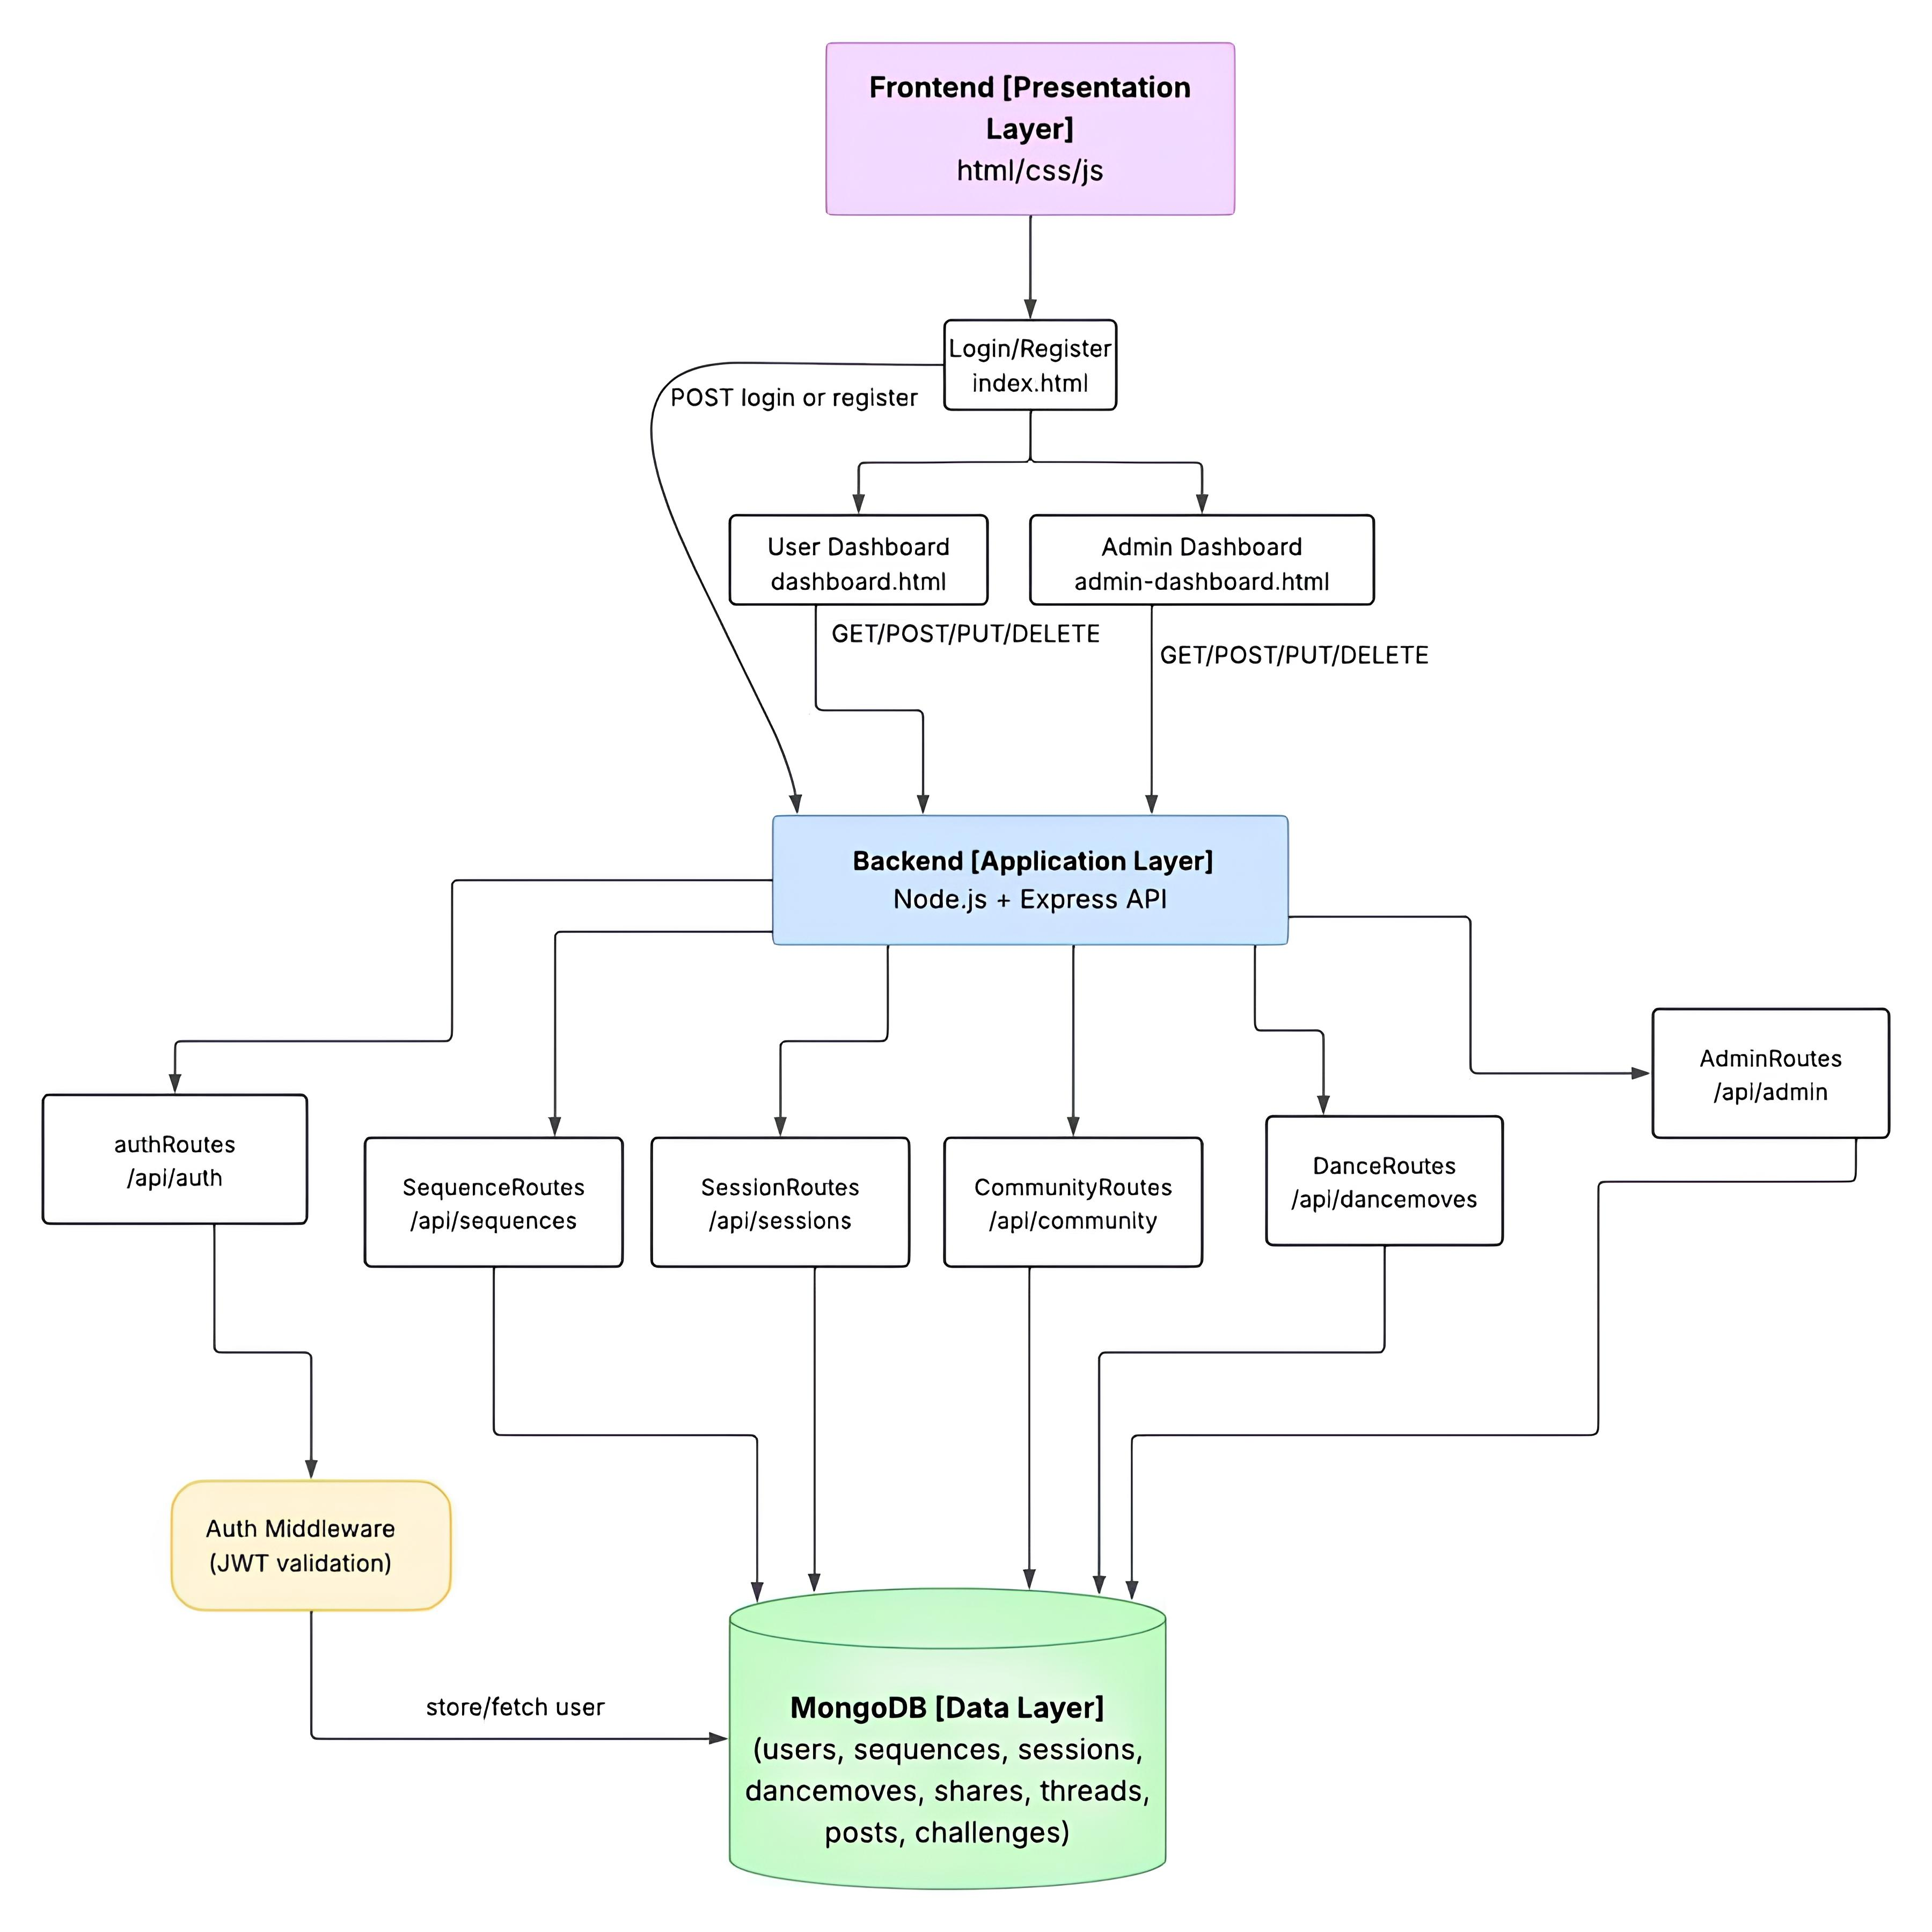 Frontend [Presentation
Layer]
html/css/js
Login/Register
index.html
POST login or register
User Dashboard
dashboard.html
Admin Dashboard
admin-dashboard.html
GET/POST/PUT/DELETE
GET/POST/PUT/DELETE
Backend [Application Layer]
Node.js + Express API
authRoutes
/api/auth
SequenceRoutes
/api/sequences
SessionRoutes
/api/sessions
CommunityRoutes
/api/community
DanceRoutes
/api/dancemoves
AdminRoutes
/api/admin
Auth Middleware
(JWT validation)
store/fetch user
MongoDB [Data Layer]
(users, sequences, sessions,
dancemoves, shares, threads,
posts, challenges)